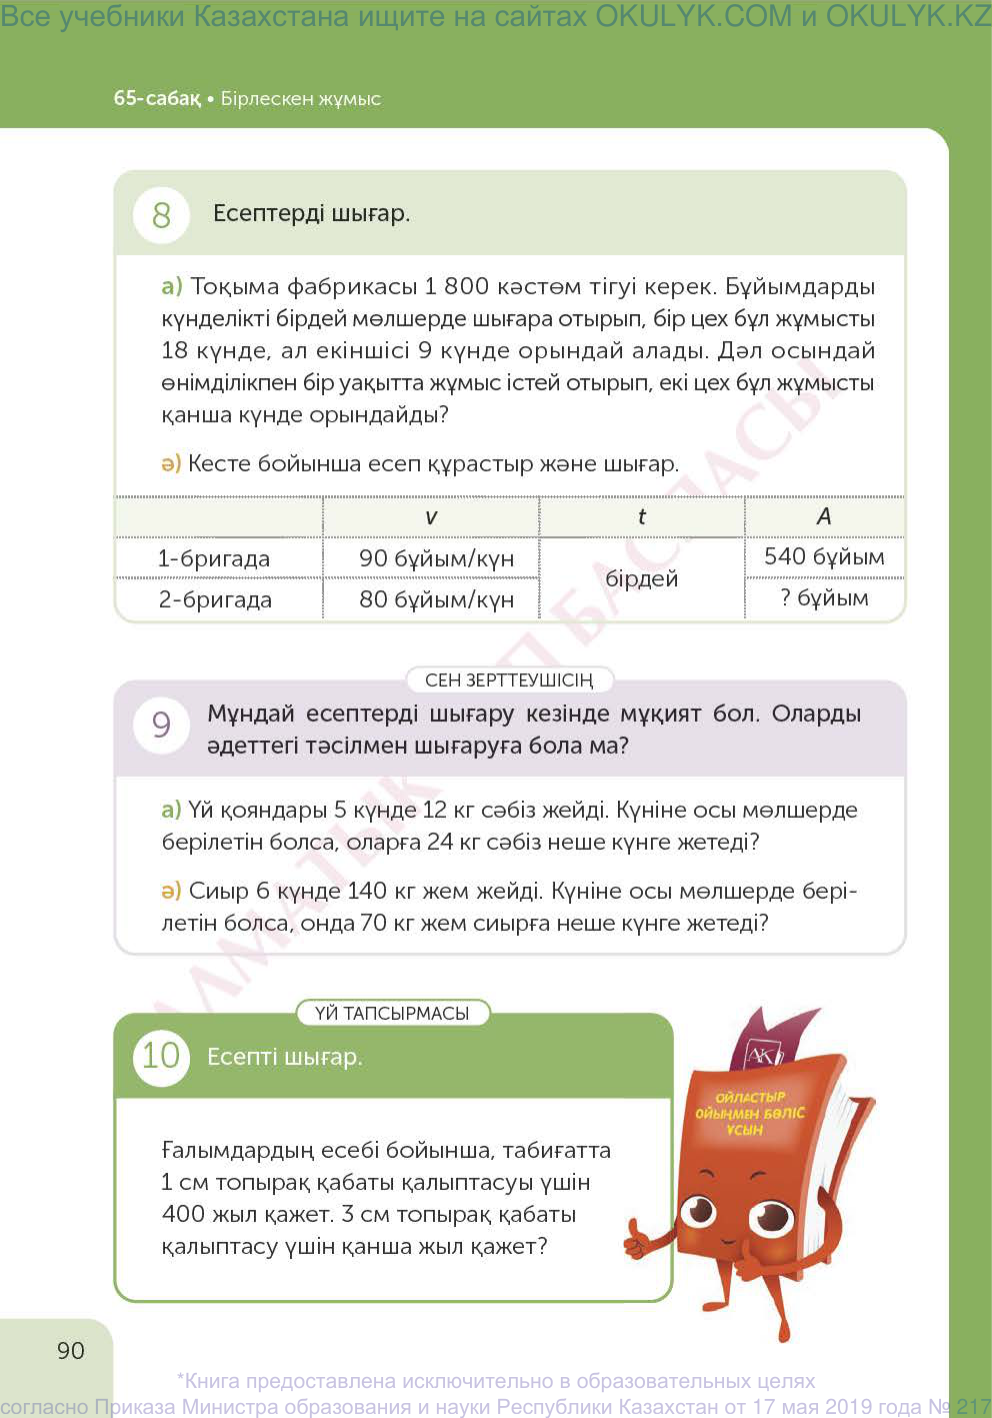 Все учебники Казахстана ищите на сайтах OKULYK.COM и OKULYK.KZ
65-сабақ • Бірлескен жұмыс
8 Есептерді шығар.
а) Тоқыма фабрикасы 1 800 кәстөм тігуі керек. Бұйымдарды
күнделікті бірдей мөлшерде шығара отырып, бір цех бұл жұмысты
18 күнде, ал екіншісі 9 күнде орындай алады. Дәл осындай
өнімділікпен бір уақытта жұмыс істей отырып, екі цех бұл жұмысты
қанша күнде орындайды?
ә) Кесте бойынша есеп құрастыр және шығар.
v t A
1-бригада 90 бұйым/күн бірдей 540 бұйым
2-бригада 80 бұйым/күн ? бұйым
СЕН ЗЕРТТЕУШІСІҢ
9 Мұндай есептерді шығару кезінде мұқият бол. Оларды
әдеттегі тәсілмен шығаруға бола ма?
а) Үй қояндары 5 күнде 12 кг сәбіз жейді. Күніне осы мөлшерде
берілетін болса, оларға 24 кг сәбіз неше күнге жетеді?
ә) Сиыр 6 күнде 140 кг жем жейді. Күніне осы мөлшерде бері-
летін болса, онда 70 кг жем сиырға неше күнге жетеді?
ҮЙ ТАПСЫРМАСЫ
10 Есепті шығар.
Ғалымдардың есебі бойынша, табиғатта
1 см топырақ қабаты қалыптасуы үшін
400 жыл қажет. 3 см топырақ қабаты
қалыптасу үшін қанша жыл қажет?
АК
ОЙЛАСТЫР
ОЙЫҢМЕН БӨЛІС
ҰСЫН
90
*Книга предоставлена исключительно в образовательных целях
согласно Приказа Министра образования и науки Республики Казахстан от 17 мая 2019 года № 217